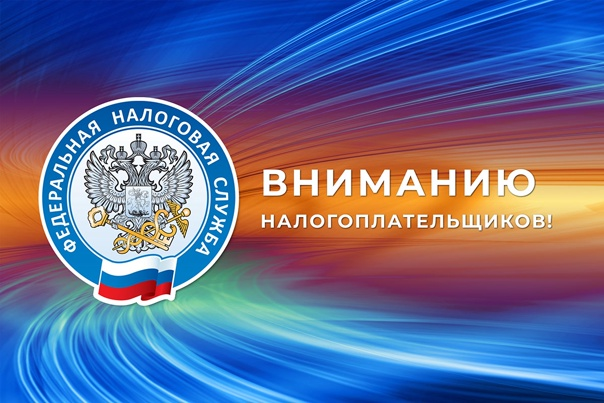 ФЕДЕРАЛЬНАЯ НАЛОГОВАЯ СЛУЖБА
ВНИМАНИЮ
НАЛОГОПЛАТЕЛЬЩИКОВ!